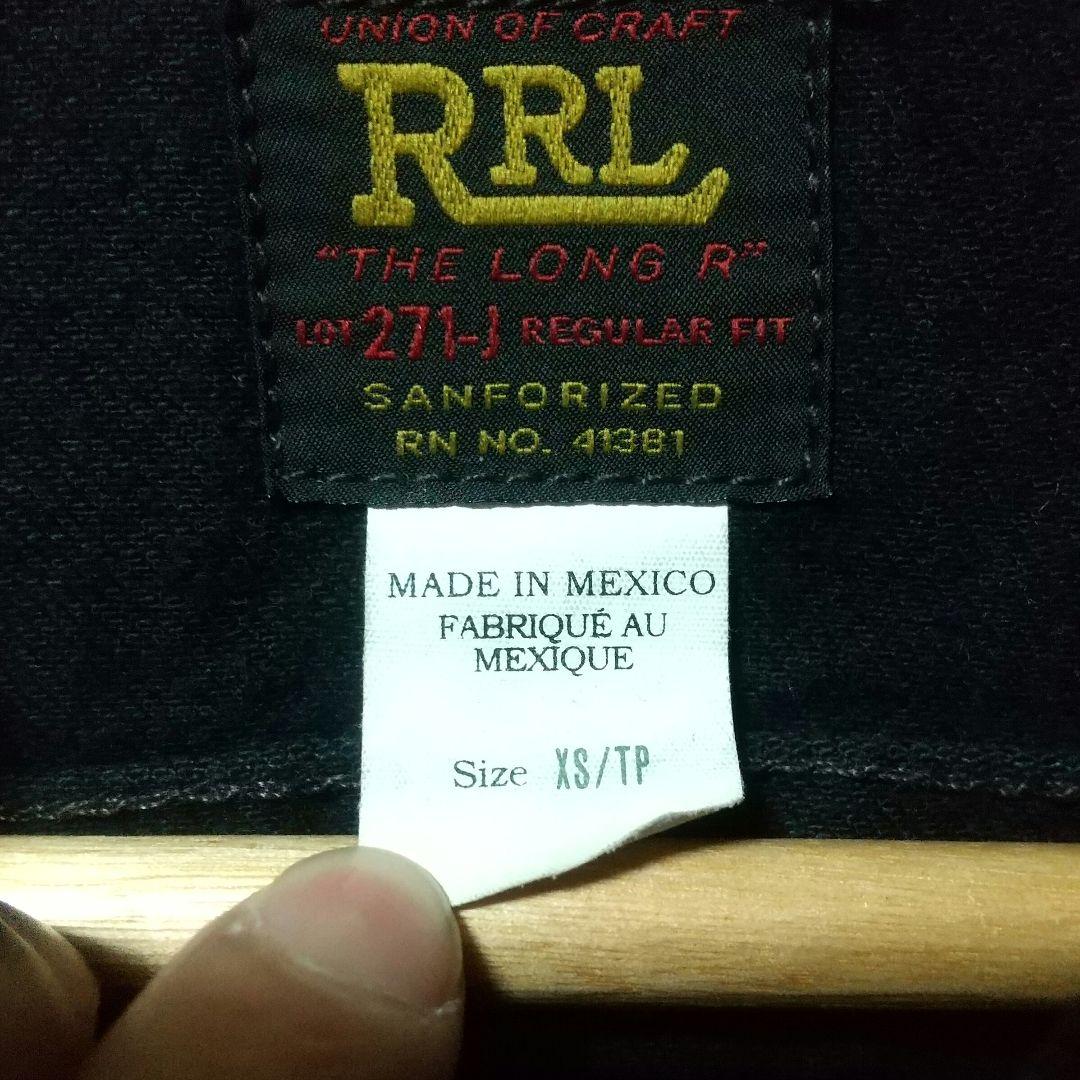 UNION OF CRAFT
RRL
"THE LONG R"
LOT 271-J REGULAR FIT
SANFORIZED
RN NO. 41381
MADE IN MEXICO
FABRIQUÉ AU
MEXIQUE
Size XS/TP